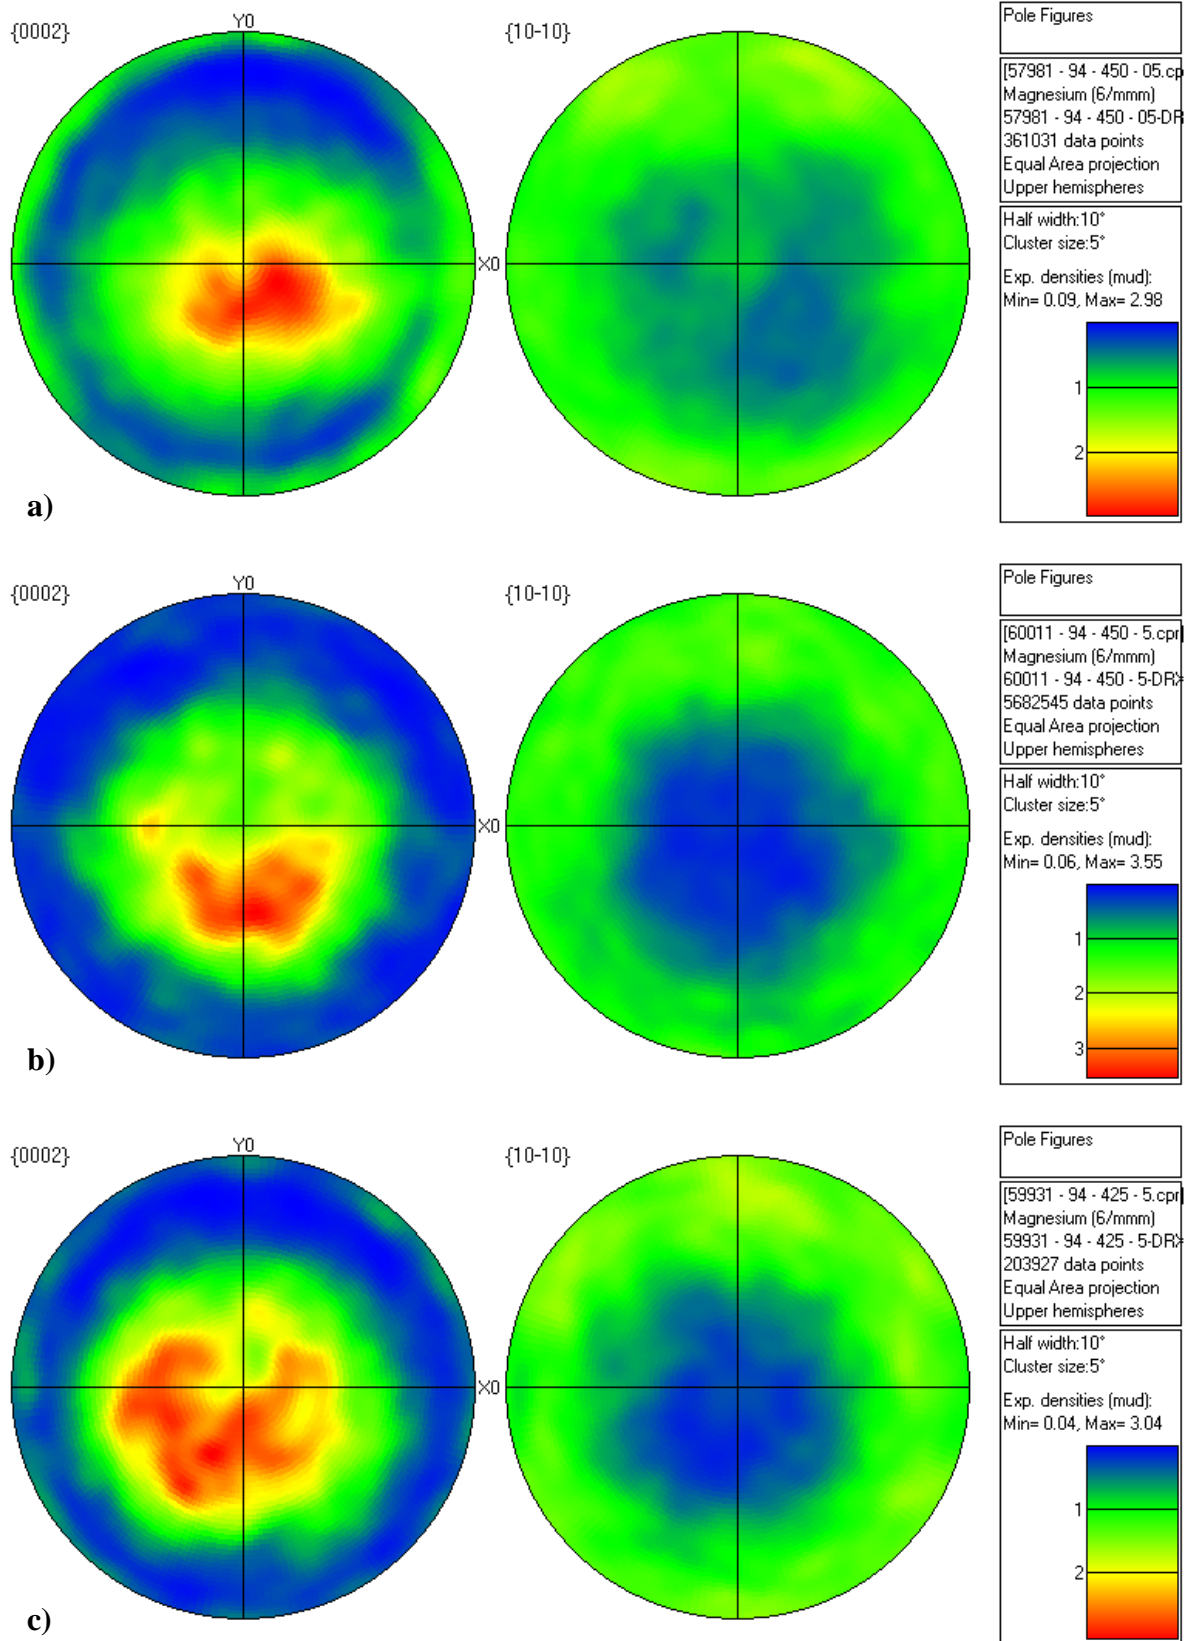 {0002}
Y0
X0
{10-10}
Pole Figures
[57981 - 94 - 450 - 05.cp
Magnesium (6/mmm)
57981 - 94 - 450 - 05-DR
361031 data points
Equal Area projection
Upper hemispheres
Half width:10°
Cluster size:5°
Exp. densities (mud):
Min= 0.09, Max= 2.98
1
2
a)
{0002}
Y0
X0
{10-10}
Pole Figures
[60011 - 94 - 450 - 5.cpr]
Magnesium (6/mmm)
60011 - 94 - 450 - 5-DRX
5682545 data points
Equal Area projection
Upper hemispheres
Half width:10°
Cluster size:5°
Exp. densities (mud):
Min= 0.06, Max= 3.55
1
2
3
b)
{0002}
Y0
X0
{10-10}
Pole Figures
[59931 - 94 - 425 - 5.cpr]
Magnesium (6/mmm)
59931 - 94 - 425 - 5-DRX
203927 data points
Equal Area projection
Upper hemispheres
Half width:10°
Cluster size:5°
Exp. densities (mud):
Min= 0.04, Max= 3.04
1
2
c)